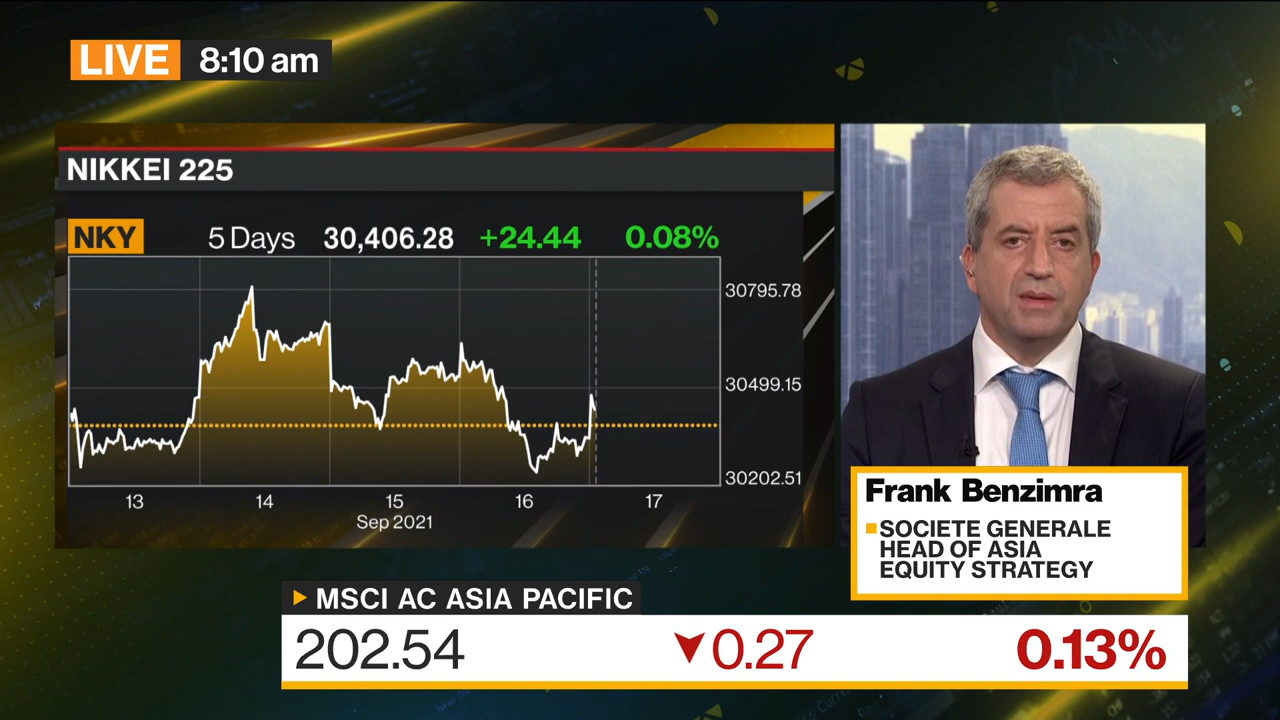 LIVE 8:10 am
NIKKEI 225
NKY 5 Days 30,406.28 +24.44 0.08%
30795.78
30499.15
30202.51
13 14 15 16 17
Sep 2021
Frank Benzimra
SOCIETE GENERALE
HEAD OF ASIA
EQUITY STRATEGY
MSCI AC ASIA PACIFIC
202.54 0.27 0.13%